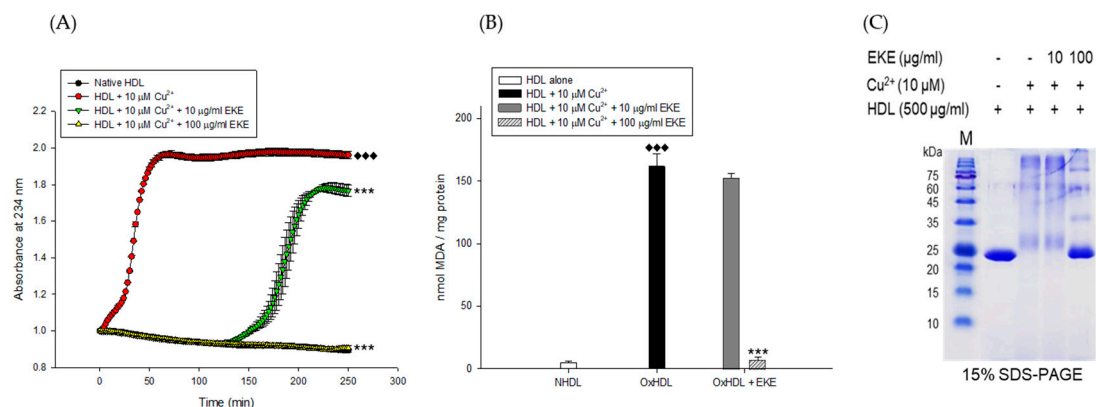 (A)
Native HDL
HDL + 10 μM Cu²⁺
HDL + 10 μM Cu²⁺ + 10 μg/ml EKE
HDL + 10 μM Cu²⁺ + 100 μg/ml EKE
2.0
1.8
1.6
1.4
1.2
1.0
0.8
Absorbance at 234 nm
♦♦♦
***
***
0 50 100 150 200 250 300
Time (min)
(B)
HDL alone
HDL + 10 μM Cu²⁺
HDL + 10 μM Cu²⁺ + 10 μg/ml EKE
HDL + 10 μM Cu²⁺ + 100 μg/ml EKE
200
150
100
50
0
nmol MDA / mg protein
♦♦♦
***
NHDL OxHDL OxHDL + EKE
(C)
EKE (μg/ml) - - 10 100
Cu²⁺ (10 μM) - + + +
HDL (500 μg/ml) + + + +
M
kDa
75
60
45
35
25
20
15
10
15% SDS-PAGE